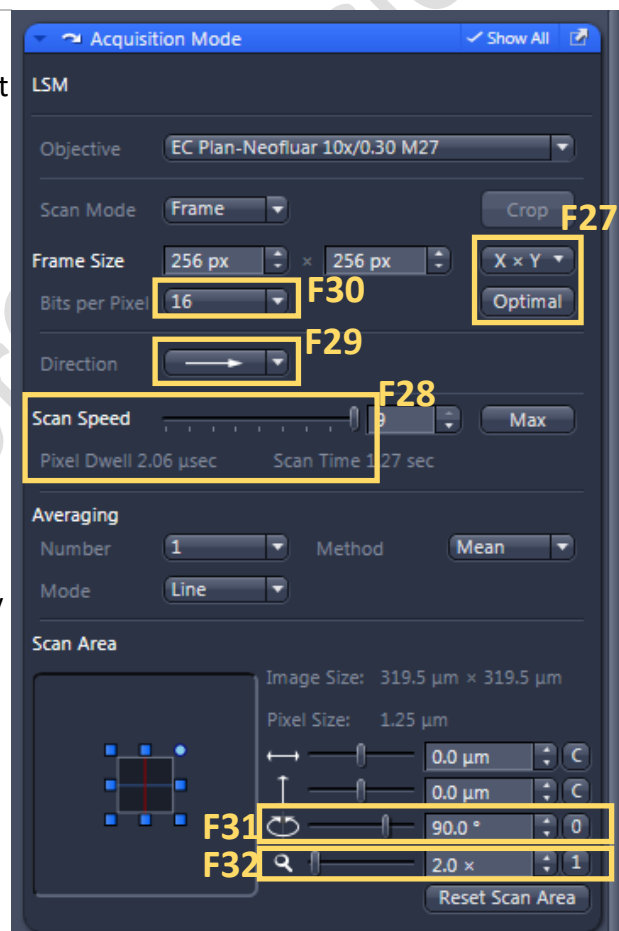 Acquisition Mode Show All
t
LSM
Objective EC Plan-Neofluar 10x/0.30 M27
Scan Mode Frame Crop
F27
Frame Size 256 px × 256 px X × Y
Bits per Pixel 16 F30 Optimal
F29
Direction
F28
Scan Speed 9 Max
Pixel Dwell 2.06 µsec Scan Time 1.27 sec
Averaging
Number 1 Method Mean
Mode Line
Scan Area
Image Size: 319.5 µm × 319.5 µm
Pixel Size: 1.25 µm
0.0 µm C
0.0 µm C
F31 90.0 ° 0
F32 2.0 × 1
Reset Scan Area